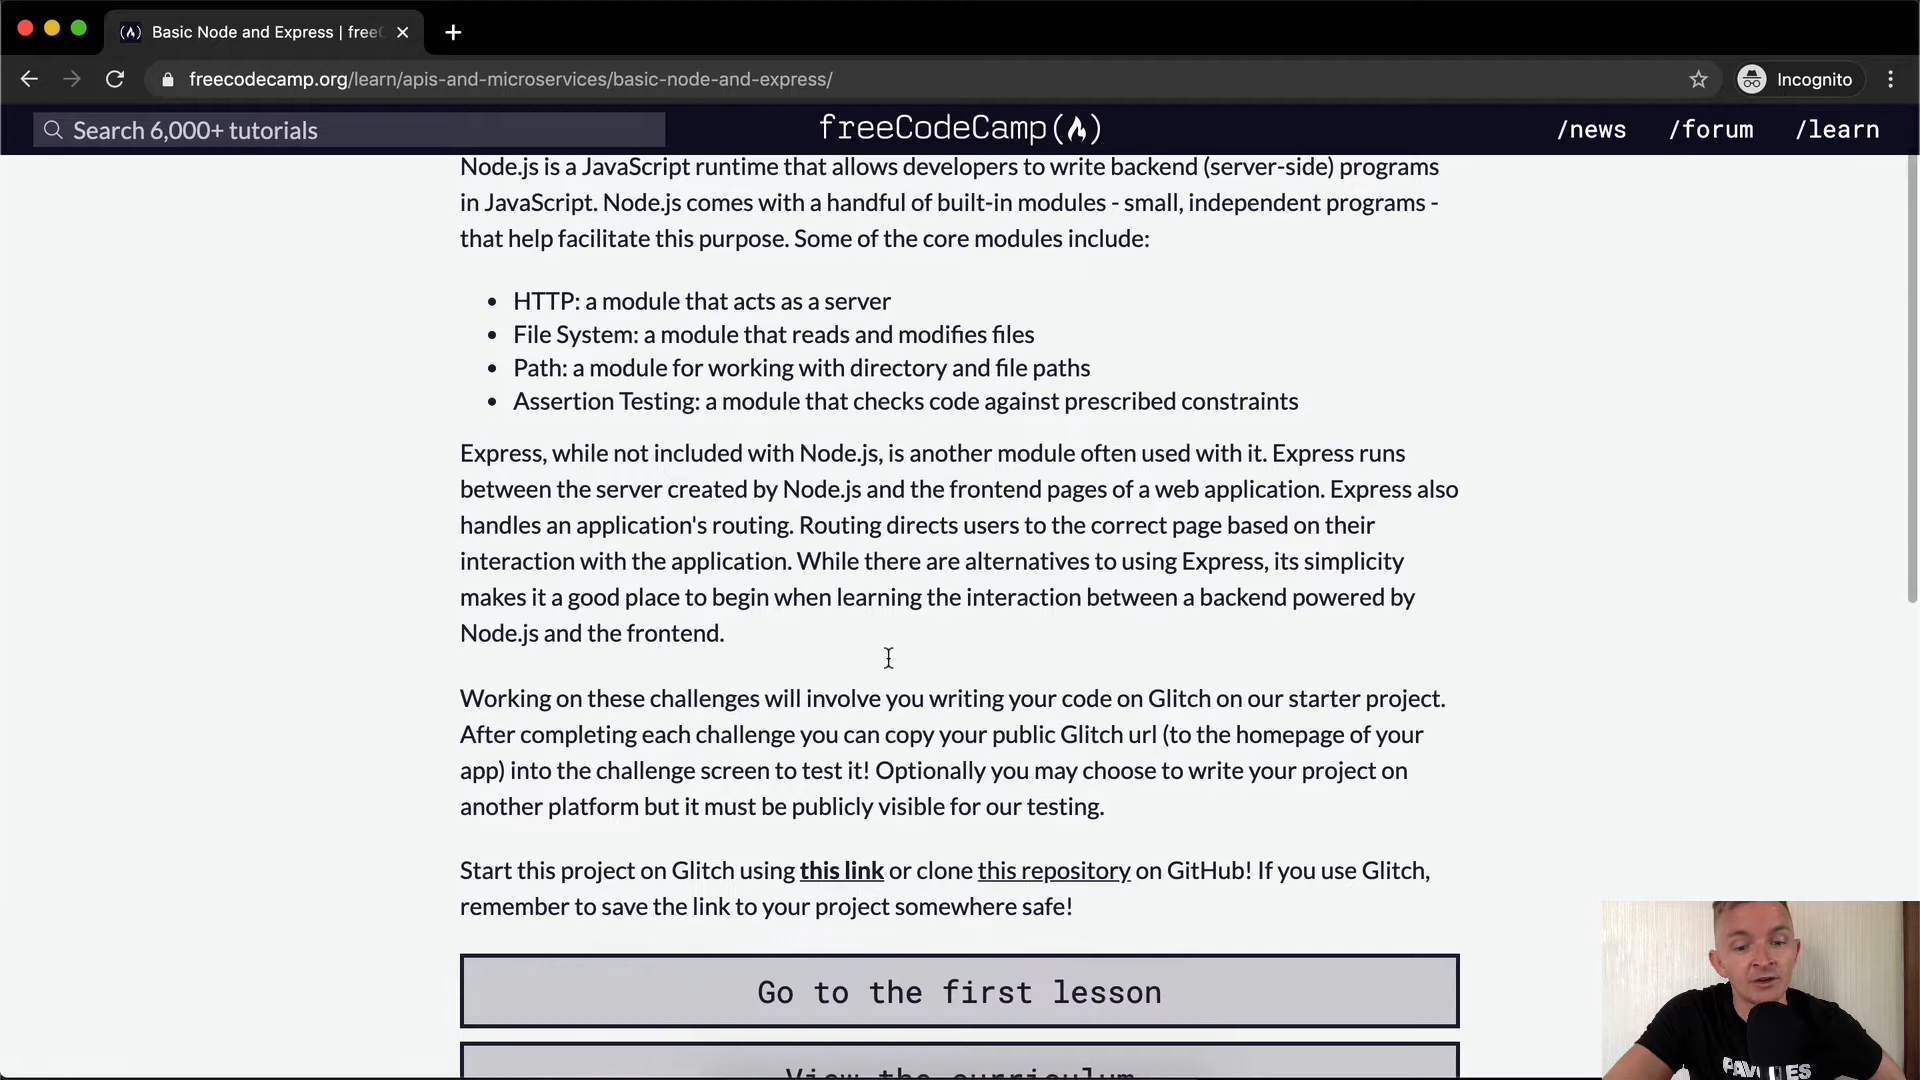 Basic Node and Express | free
freecodecamp.org/learn/apis-and-microservices/basic-node-and-express/
Incognito
Search 6,000+ tutorials
freeCodeCamp
/news
/forum
/learn
Node.js is a JavaScript runtime that allows developers to write backend (server-side) programs
in JavaScript. Node.js comes with a handful of built-in modules - small, independent programs -
that help facilitate this purpose. Some of the core modules include:
• HTTP: a module that acts as a server
• File System: a module that reads and modifies files
• Path: a module for working with directory and file paths
• Assertion Testing: a module that checks code against prescribed constraints
Express, while not included with Node.js, is another module often used with it. Express runs
between the server created by Node.js and the frontend pages of a web application. Express also
handles an application's routing. Routing directs users to the correct page based on their
interaction with the application. While there are alternatives to using Express, its simplicity
makes it a good place to begin when learning the interaction between a backend powered by
Node.js and the frontend.
Working on these challenges will involve you writing your code on Glitch on our starter project.
After completing each challenge you can copy your public Glitch url (to the homepage of your
app) into the challenge screen to test it! Optionally you may choose to write your project on
another platform but it must be publicly visible for our testing.
Start this project on Glitch using this link or clone this repository on GitHub! If you use Glitch,
remember to save the link to your project somewhere safe!
Go to the first lesson
View the curriculum